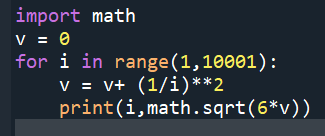 import math
v = 0
for i in range(1,10001):
    v = v+ (1/i)**2
    print(i,math.sqrt(6*v))